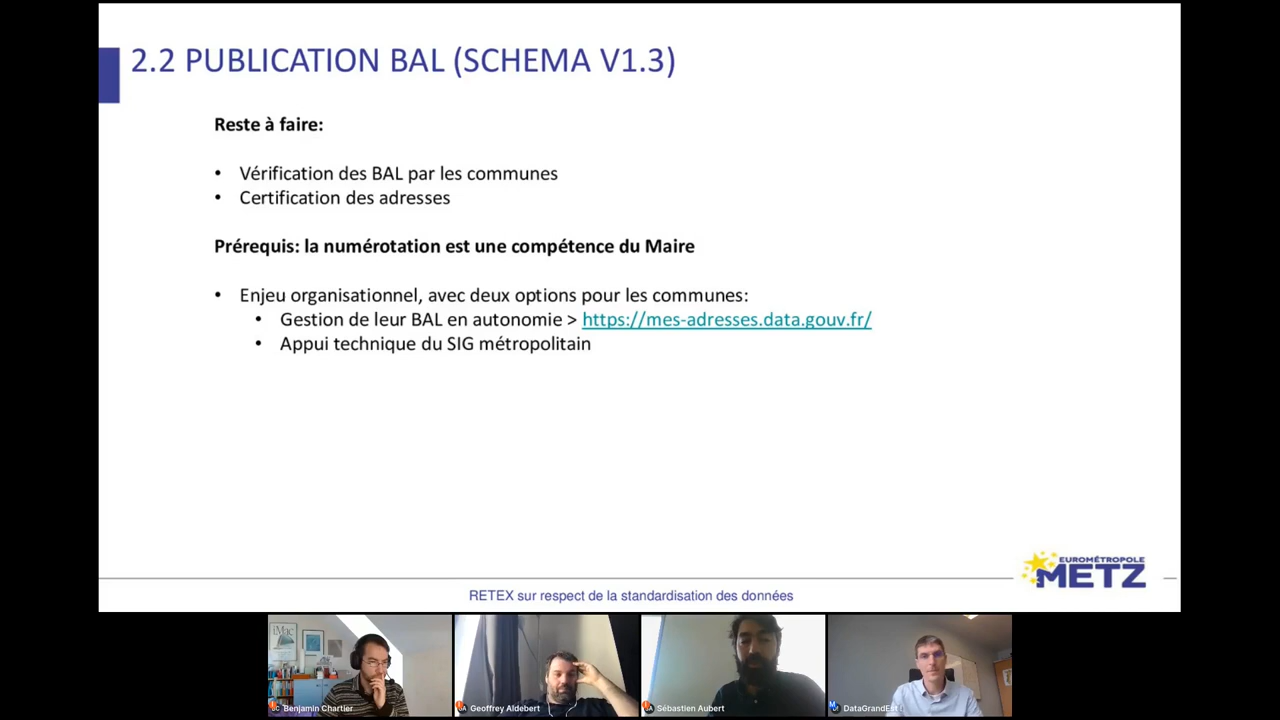 2.2 PUBLICATION BAL (SCHEMA V1.3)
Reste à faire:
• Vérification des BAL par les communes
• Certification des adresses
Prérequis: la numérotation est une compétence du Maire
• Enjeu organisationnel, avec deux options pour les communes:
• Gestion de leur BAL en autonomie > https://mes-adresses.data.gouv.fr/
• Appui technique du SIG métropolitain
EUROMÉTROPOLE
METZ
RETEX sur respect de la standardisation des données
iMac
Benjamin Chartier
Geoffrey Aldebert
Sébastien Aubert
DataGrandEst